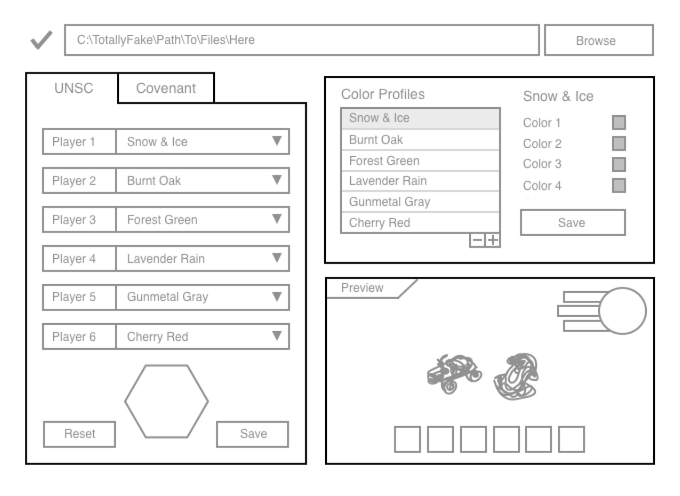 C:\TotallyFake\Path\To\Files\Here
Browse
UNSC
Covenant
Player 1
Snow & Ice
Player 2
Burnt Oak
Player 3
Forest Green
Player 4
Lavender Rain
Player 5
Gunmetal Gray
Player 6
Cherry Red
Reset
Save
Color Profiles
Snow & Ice
Burnt Oak
Forest Green
Lavender Rain
Gunmetal Gray
Cherry Red
Snow & Ice
Color 1
Color 2
Color 3
Color 4
Save
Preview